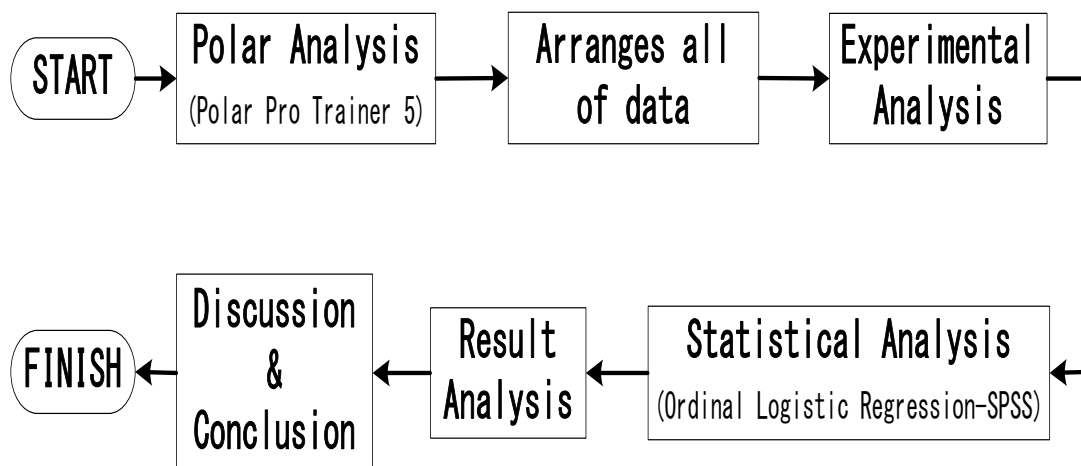 START
Polar Analysis
(Polar Pro Trainer 5)
Arranges all
of data
Experimental
Analysis
Statistical Analysis
(Ordinal Logistic Regression-SPSS)
Result
Analysis
Discussion
&
Conclusion
FINISH